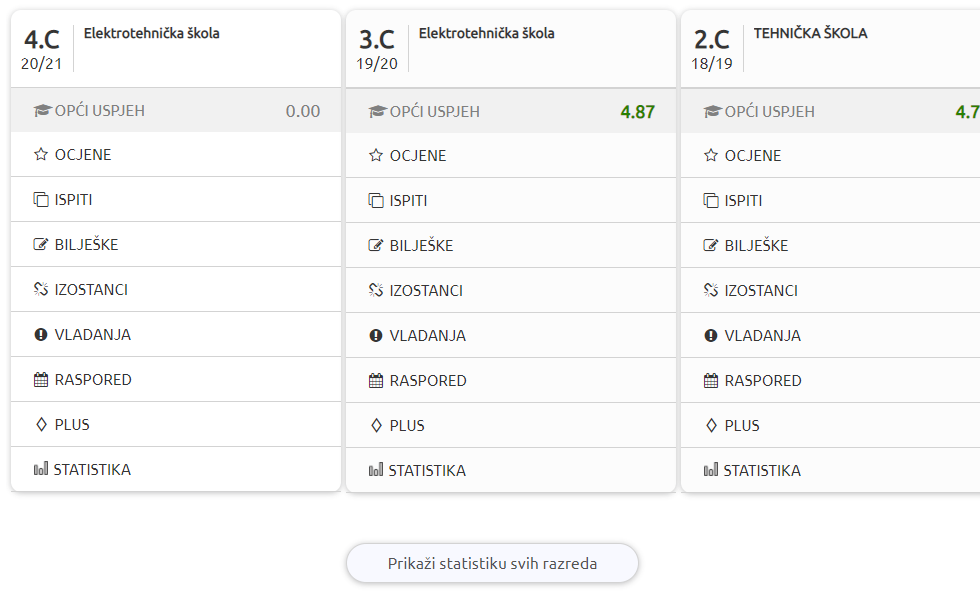 4.C
20/21
Elektrotehnička škola
OPĆI USPJEH 0.00
OCJENE
ISPITI
BILJEŠKE
IZOSTANCI
VLADANJA
RASPORED
PLUS
STATISTIKA
3.C
19/20
Elektrotehnička škola
OPĆI USPJEH 4.87
OCJENE
ISPITI
BILJEŠKE
IZOSTANCI
VLADANJA
RASPORED
PLUS
STATISTIKA
2.C
18/19
TEHNIČKA ŠKOLA
OPĆI USPJEH 4.7
OCJENE
ISPITI
BILJEŠKE
IZOSTANCI
VLADANJA
RASPORED
PLUS
STATISTIKA
Prikaži statistiku svih razreda